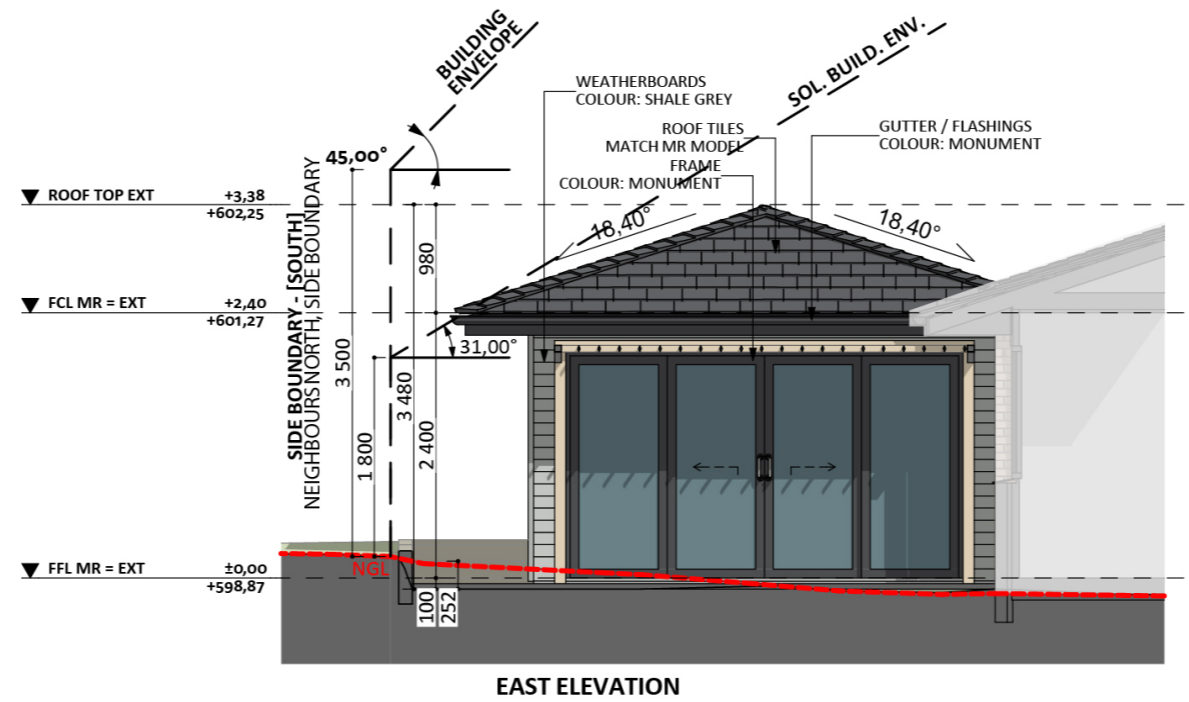 BUILDING
ENVELOPE
SOL. BUILD. ENV.
WEATHERBOARDS
COLOUR: SHALE GREY
ROOF TILES
MATCH MR MODEL
FRAME
COLOUR: MONUMENT
GUTTER / FLASHINGS
COLOUR: MONUMENT
45,00°
ROOF TOP EXT
+3,38
+602,25
18,40°
18,40°
980
FCL MR = EXT
+2,40
+601,27
SIDE BOUNDARY - [SOUTH]
NEIGHBOURS NORTH, SIDE BOUNDARY
31,00°
3 500
3 480
1 800
2 400
NGL
FFL MR = EXT
±0,00
+598,87
100
252
EAST ELEVATION